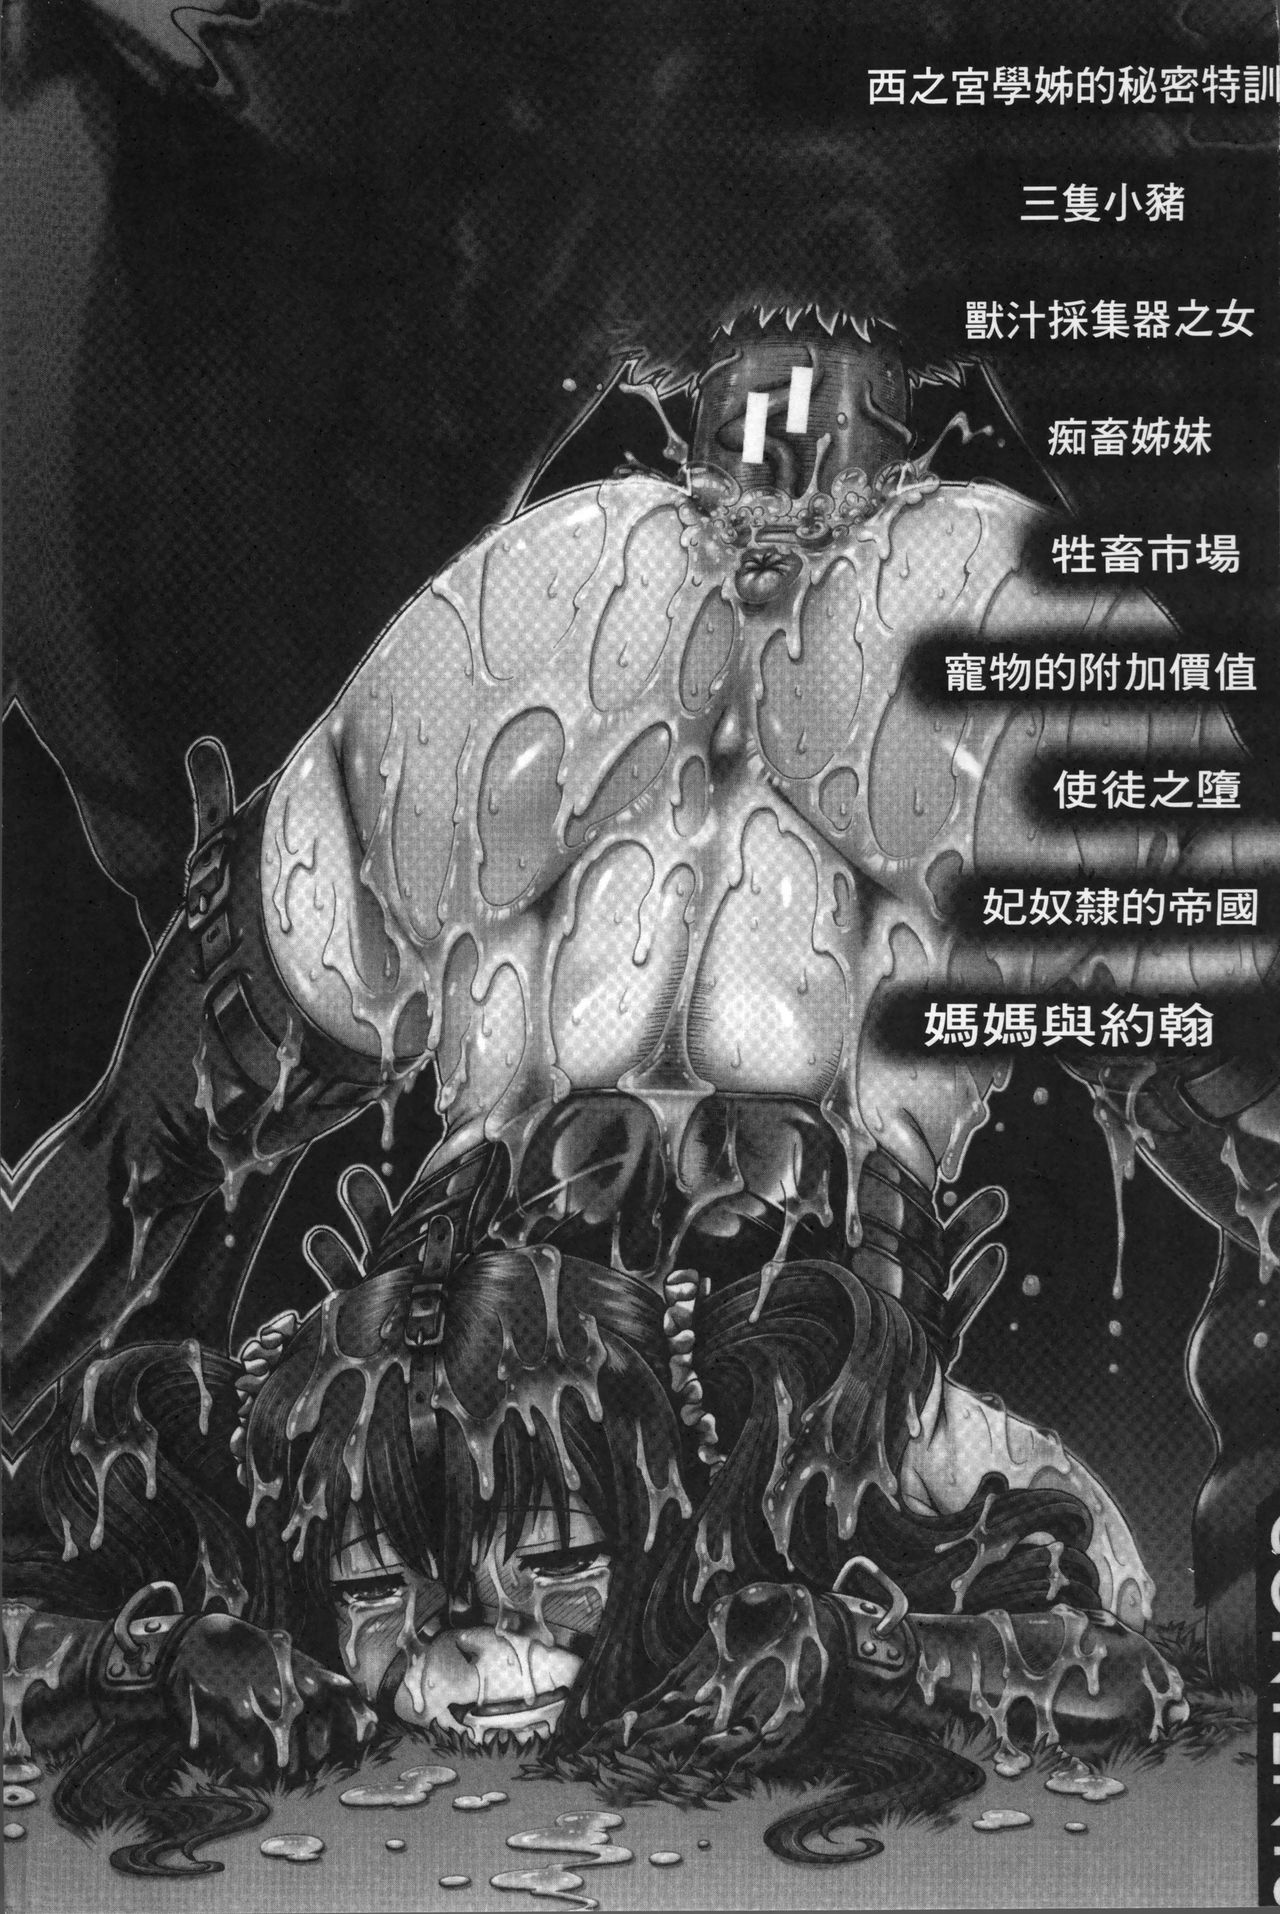 西之宮學姊的秘密特訓
三隻小豬
獸汁採集器之女
痴畜姊妹
牲畜市場
寵物的附加價值
使徒之墮
妃奴隸的帝國
媽媽與約翰